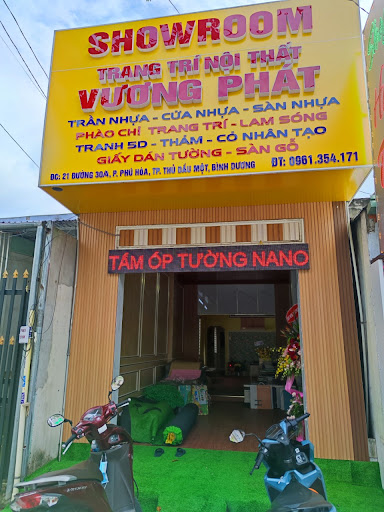 SHOWROOM
TRANG TRÍ NỘI THẤT
VƯƠNG PHÁT
TRẦN NHỰA - CỬA NHỰA - SÀN NHỰA
PHÀO CHỈ TRANG TRÍ - LAM SÓNG
TRANH 5D - THẢM - CỎ NHÂN TẠO
GIẤY DÁN TƯỜNG - SÀN GỖ
ĐC: 21 ĐƯỜNG 30/4, P. PHÚ HÒA, TP. THỦ DẦU MỘT, BÌNH DƯƠNG ĐT: 0961.354.171
TẤM ỐP TƯỜNG NANO